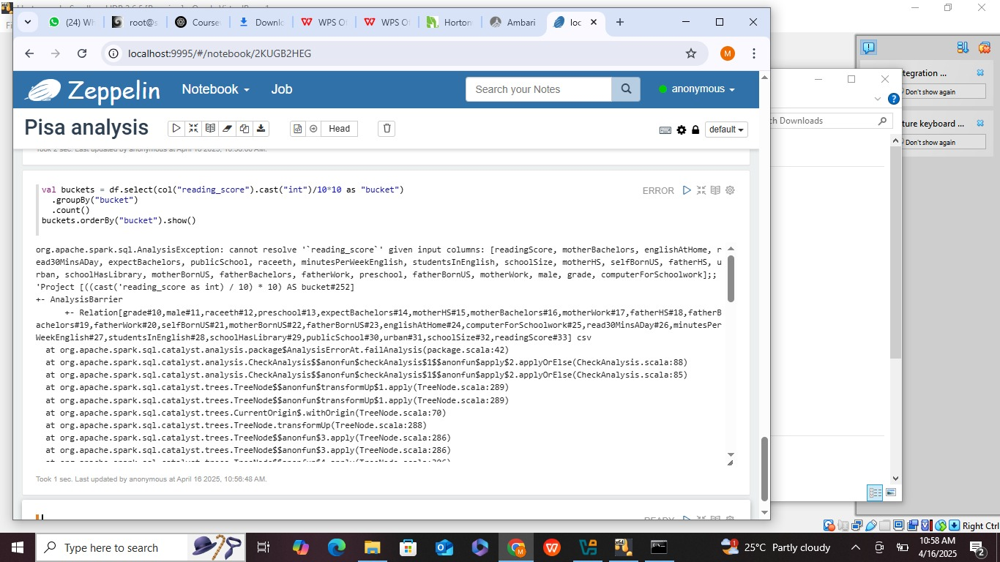 (24) Wh
root@s
Course
Downlo
WPS O
WPS O
Horton
Ambari
loc
localhost:9995/#/notebook/2KUGB2HEG
M
Zeppelin
Notebook
Job
Search your Notes
anonymous
Pisa analysis
Head
default
Took 2 sec. Last updated by anonymous at April 16 2025,
val buckets = df.select(col("reading_score").cast("int")/10*10 as "bucket")
.groupBy("bucket")
.count()
buckets.orderBy("bucket").show()
ERROR
org.apache.spark.sql.AnalysisException: cannot resolve '`reading_score`' given input columns: [readingScore, motherBachelors, englishAtHome, r
ead30MinsADay, expectBachelors, publicSchool, raceeth, minutesPerWeekEnglish, studentsInEnglish, schoolSize, motherHS, selfBornUS, fatherHS, u
rban, schoolHasLibrary, motherBornUS, fatherBachelors, fatherWork, preschool, fatherBornUS, motherWork, male, grade, computerForSchoolwork];;
'Project [((cast('reading_score as int) / 10) * 10) AS bucket#252]
+- AnalysisBarrier
+- Relation[grade#10,male#11,raceeth#12,preschool#13,expectBachelors#14,motherHS#15,motherBachelors#16,motherWork#17,fatherHS#18,fatherB
achelors#19,fatherWork#20,selfBornUS#21,motherBornUS#22,fatherBornUS#23,englishAtHome#24,computerForSchoolwork#25,read30MinsADay#26,minutesPer
WeekEnglish#27,studentsInEnglish#28,schoolHasLibrary#29,publicSchool#30,urban#31,schoolSize#32,readingScore#33] csv
at org.apache.spark.sql.catalyst.analysis.package$AnalysisErrorAt.failAnalysis(package.scala:42)
at org.apache.spark.sql.catalyst.analysis.CheckAnalysis$$anonfun$checkAnalysis$1$$anonfun$apply$2.applyOrElse(CheckAnalysis.scala:88)
at org.apache.spark.sql.catalyst.analysis.CheckAnalysis$$anonfun$checkAnalysis$1$$anonfun$apply$2.applyOrElse(CheckAnalysis.scala:85)
at org.apache.spark.sql.catalyst.trees.TreeNode$$anonfun$transformUp$1.apply(TreeNode.scala:289)
at org.apache.spark.sql.catalyst.trees.TreeNode$$anonfun$transformUp$1.apply(TreeNode.scala:289)
at org.apache.spark.sql.catalyst.trees.CurrentOrigin$.withOrigin(TreeNode.scala:70)
at org.apache.spark.sql.catalyst.trees.TreeNode.transformUp(TreeNode.scala:288)
at org.apache.spark.sql.catalyst.trees.TreeNode$$anonfun$3.apply(TreeNode.scala:286)
at org.apache.spark.sql.catalyst.trees.TreeNode$$anonfun$3.apply(TreeNode.scala:286)
Took 1 sec. Last updated by anonymous at April 16 2025, 10:56:48 AM.
READY
tegration ...
Don't show again
ture keyboard ...
Don't show again
ch Downloads
Right Ctrl
Type here to search
25°C Partly cloudy
10:58 AM
4/16/2025
2